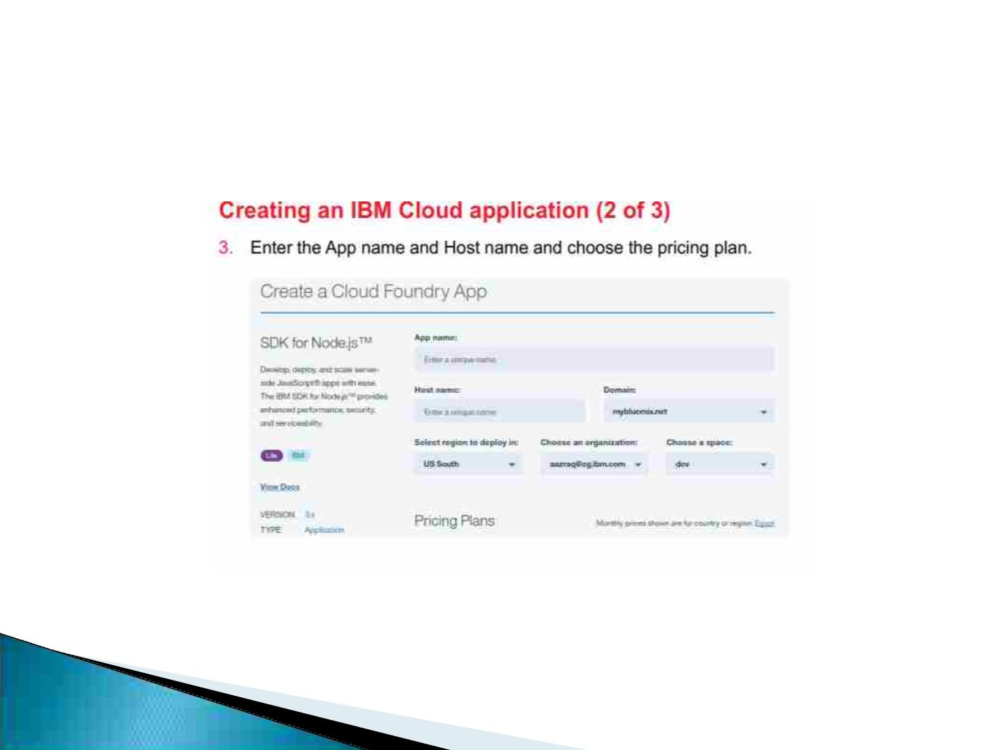 Creating an IBM Cloud application (2 of 3)
3. Enter the App name and Host name and choose the pricing plan.
Create a Cloud Foundry App
SDK for Node.js™
Develop, deploy, and scale server-
side JavaScript® apps with ease.
The IBM SDK for Node.js™ provides
enhanced performance, security,
and serviceability.
Lite IBM
View Docs
VERSION
TYPE Application
App name:
Enter a unique name
Host name:
Enter a unique name
Domain:
mybluemix.net
Select region to deploy in:
US South
Choose an organization:
aazraq@eg.ibm.com
Choose a space:
dev
Pricing Plans
Monthly prices shown are for country or region: Egypt